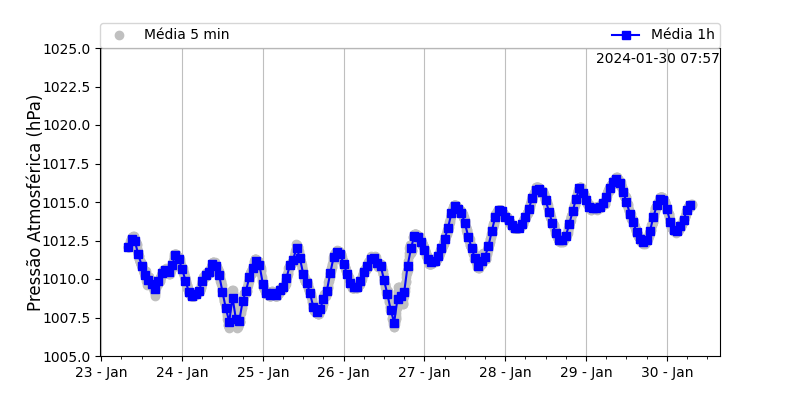 Média 5 min
Média 1h
2024-01-30 07:57
Pressão Atmosférica (hPa)
1025.0
1022.5
1020.0
1017.5
1015.0
1012.5
1010.0
1007.5
1005.0
23 - Jan
24 - Jan
25 - Jan
26 - Jan
27 - Jan
28 - Jan
29 - Jan
30 - Jan